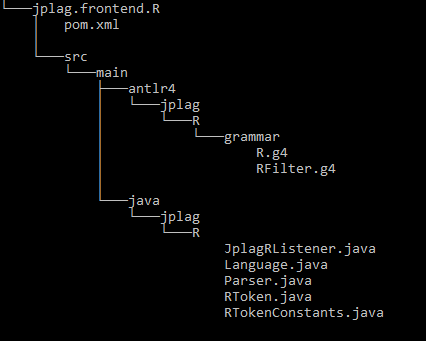 jplag.frontend.R
pom.xml
src
main
antlr4
jplag
R
grammar
R.g4
RFilter.g4
java
jplag
R
JplagRListener.java
Language.java
Parser.java
RToken.java
RTokenConstants.java